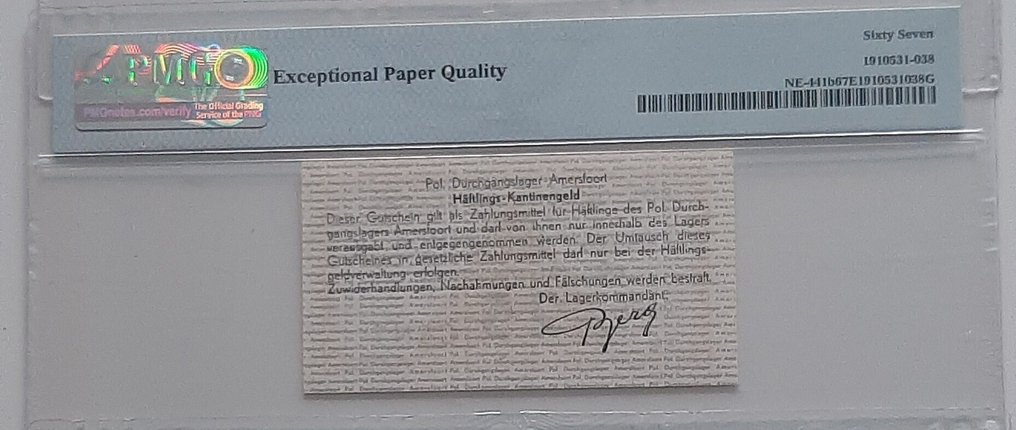 PMG
PMGnotes.com/verify
The Official Grading
Service of the PNG
Exceptional Paper Quality
Sixty Seven
1910531-038
NE-441b67E1910531038G
Pol. Durchgangslager Amersfoort
Häftlings-Kantinengeld
Dieser Gutschein gilt als Zahlungsmittel für Häftlinge des Pol. Durch-
gangslagers Amersfoort und darf von ihnen nur innerhalb des Lagers
verausgabt und entgegengenommen werden. Der Umtausch dieses
Gutscheines in gesetzliche Zahlungsmittel darf nur bei der Häftlings-
geldverwaltung erfolgen.
Zuwiderhandlungen, Nachahmungen und Fälschungen werden bestraft.
Der Lagerkommandant:
Berg